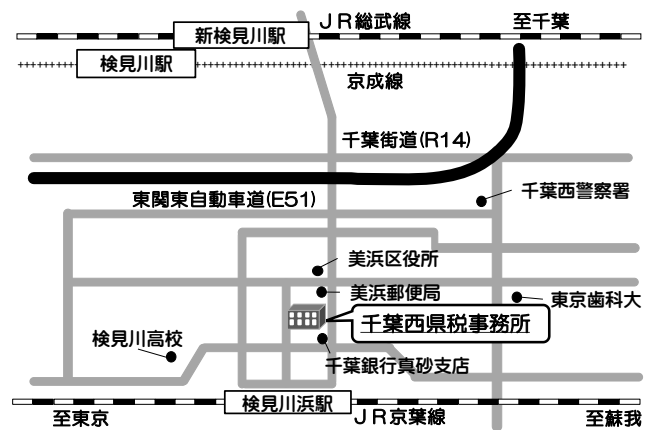 ＪＲ総武線
至千葉
新検見川駅
検見川駅
京成線
千葉街道(R14)
東関東自動車道(E51)
千葉西警察署
美浜区役所
美浜郵便局
東京歯科大
千葉西県税事務所
検見川高校
千葉銀行真砂支店
検見川浜駅
至東京
ＪＲ京葉線
至蘇我